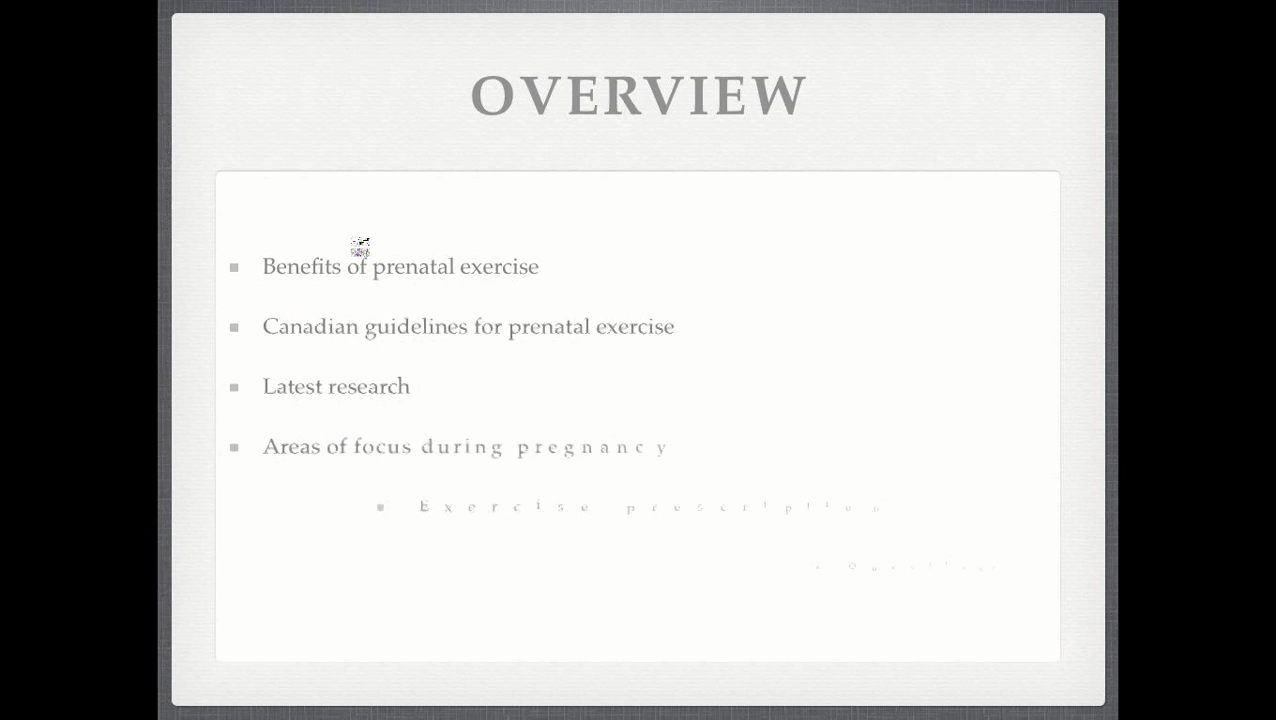 OVERVIEW
Benefits of prenatal exercise
Canadian guidelines for prenatal exercise
Latest research
Areas of focus during pregnancy
Exercise prescription